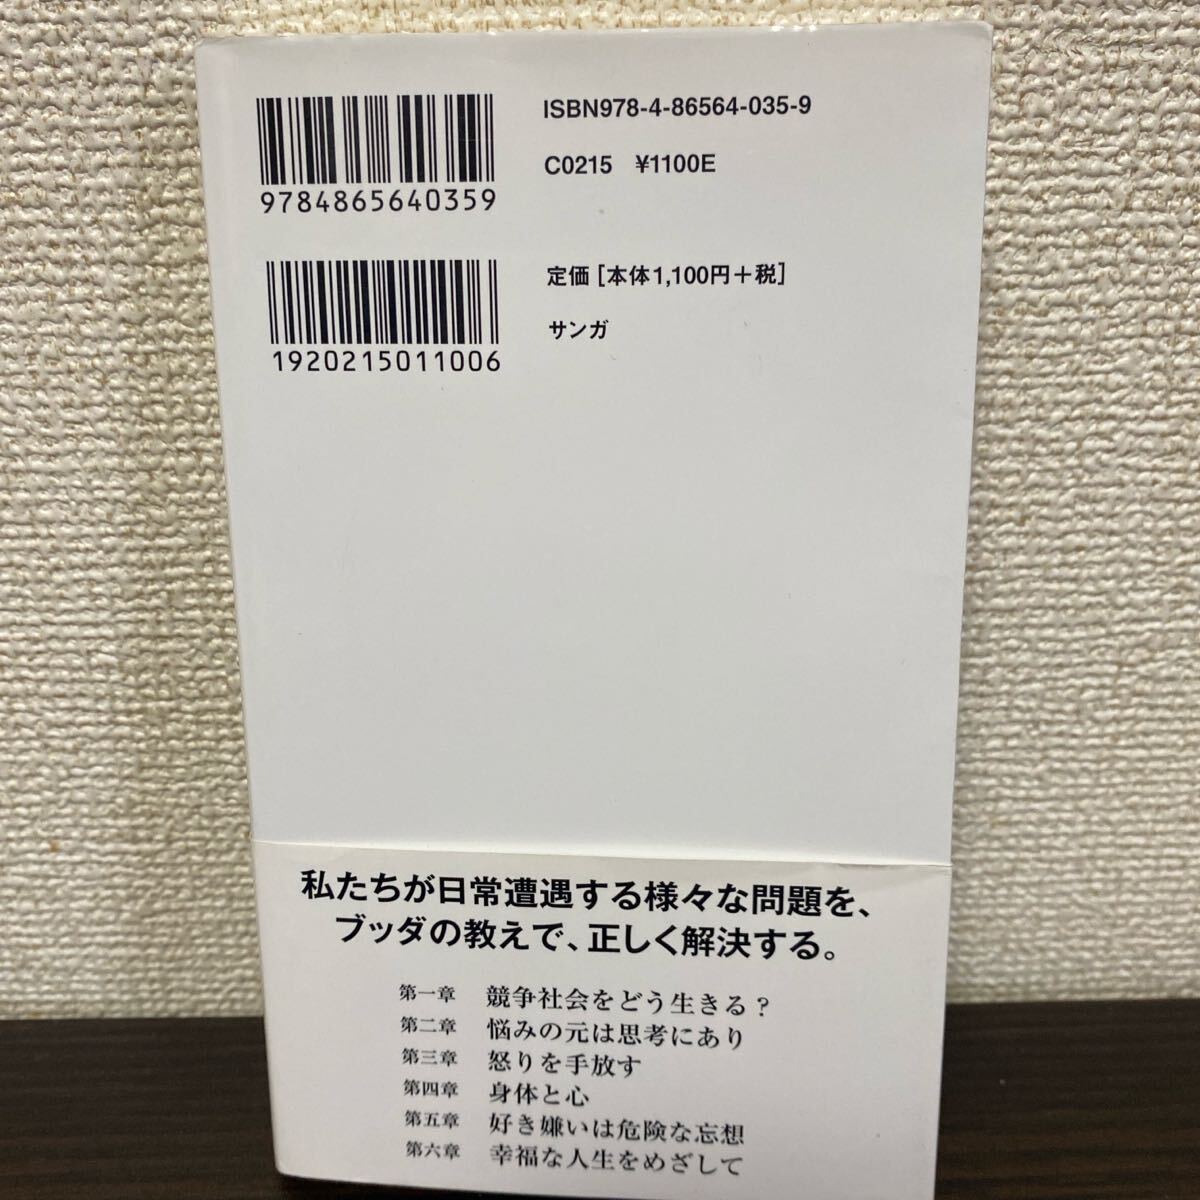 ISBN978-4-86564-035-9
C0215 ¥1100E
9784865640359
定価[本体1,100円+税]
サンガ
1920215011006
私たちが日常遭遇する様々な問題を、
ブッダの教えで、正しく解決する。
第一章 競争社会をどう生きる?
第二章 悩みの元は思考にあり
第三章 怒りを手放す
第四章 身体と心
第五章 好き嫌いは危険な妄想
第六章 幸福な人生をめざして